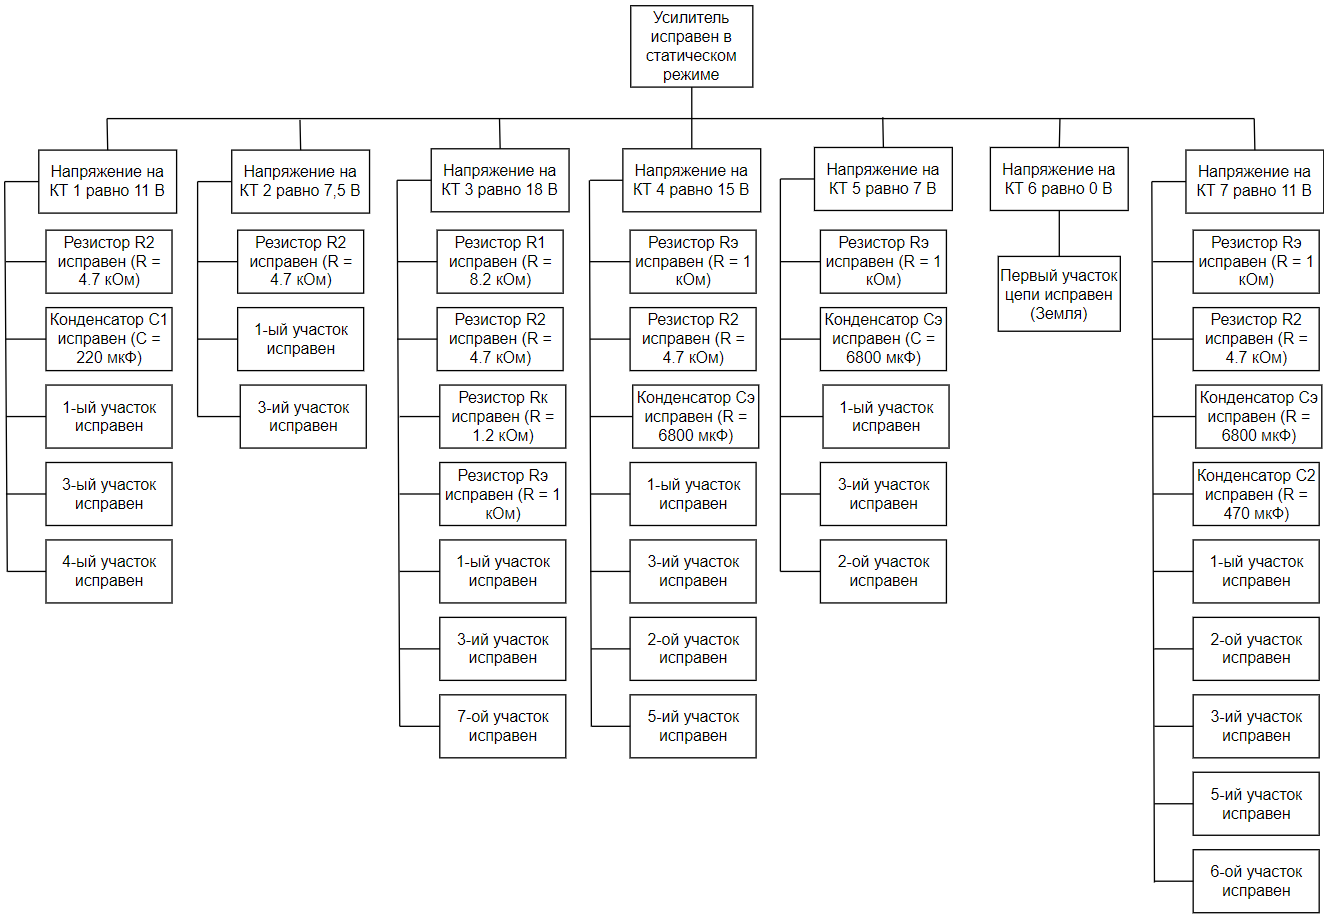 Усилитель
исправен в
статическом
режиме
Напряжение на
КТ 1 равно 11 В
Резистор R2
исправен (R =
4.7 кОм)
Конденсатор C1
исправен (C =
220 мкФ)
1-ый участок
исправен
3-ый участок
исправен
4-ый участок
исправен
Напряжение на
КТ 2 равно 7,5 В
Резистор R2
исправен (R =
4.7 кОм)
1-ый участок
исправен
3-ий участок
исправен
Напряжение на
КТ 3 равно 18 В
Резистор R1
исправен (R =
8.2 кОм)
Резистор R2
исправен (R =
4.7 кОм)
Резистор Rк
исправен (R =
1.2 кОм)
Резистор Rэ
исправен (R = 1
кОм)
1-ый участок
исправен
3-ий участок
исправен
7-ой участок
исправен
Напряжение на
КТ 4 равно 15 В
Резистор Rэ
исправен (R = 1
кОм)
Резистор R2
исправен (R =
4.7 кОм)
Конденсатор Cэ
исправен (R =
6800 мкФ)
1-ый участок
исправен
3-ий участок
исправен
2-ой участок
исправен
5-ий участок
исправен
Напряжение на
КТ 5 равно 7 В
Резистор Rэ
исправен (R = 1
кОм)
Конденсатор Cэ
исправен (C =
6800 мкФ)
1-ый участок
исправен
3-ий участок
исправен
2-ой участок
исправен
Напряжение на
КТ 6 равно 0 В
Первый участок
цепи исправен
(Земля)
Напряжение на
КТ 7 равно 11 В
Резистор Rэ
исправен (R = 1
кОм)
Резистор R2
исправен (R =
4.7 кОм)
Конденсатор Cэ
исправен (R =
6800 мкФ)
Конденсатор C2
исправен (R =
470 мкФ)
1-ый участок
исправен
2-ой участок
исправен
3-ий участок
исправен
5-ий участок
исправен
6-ой участок
исправен